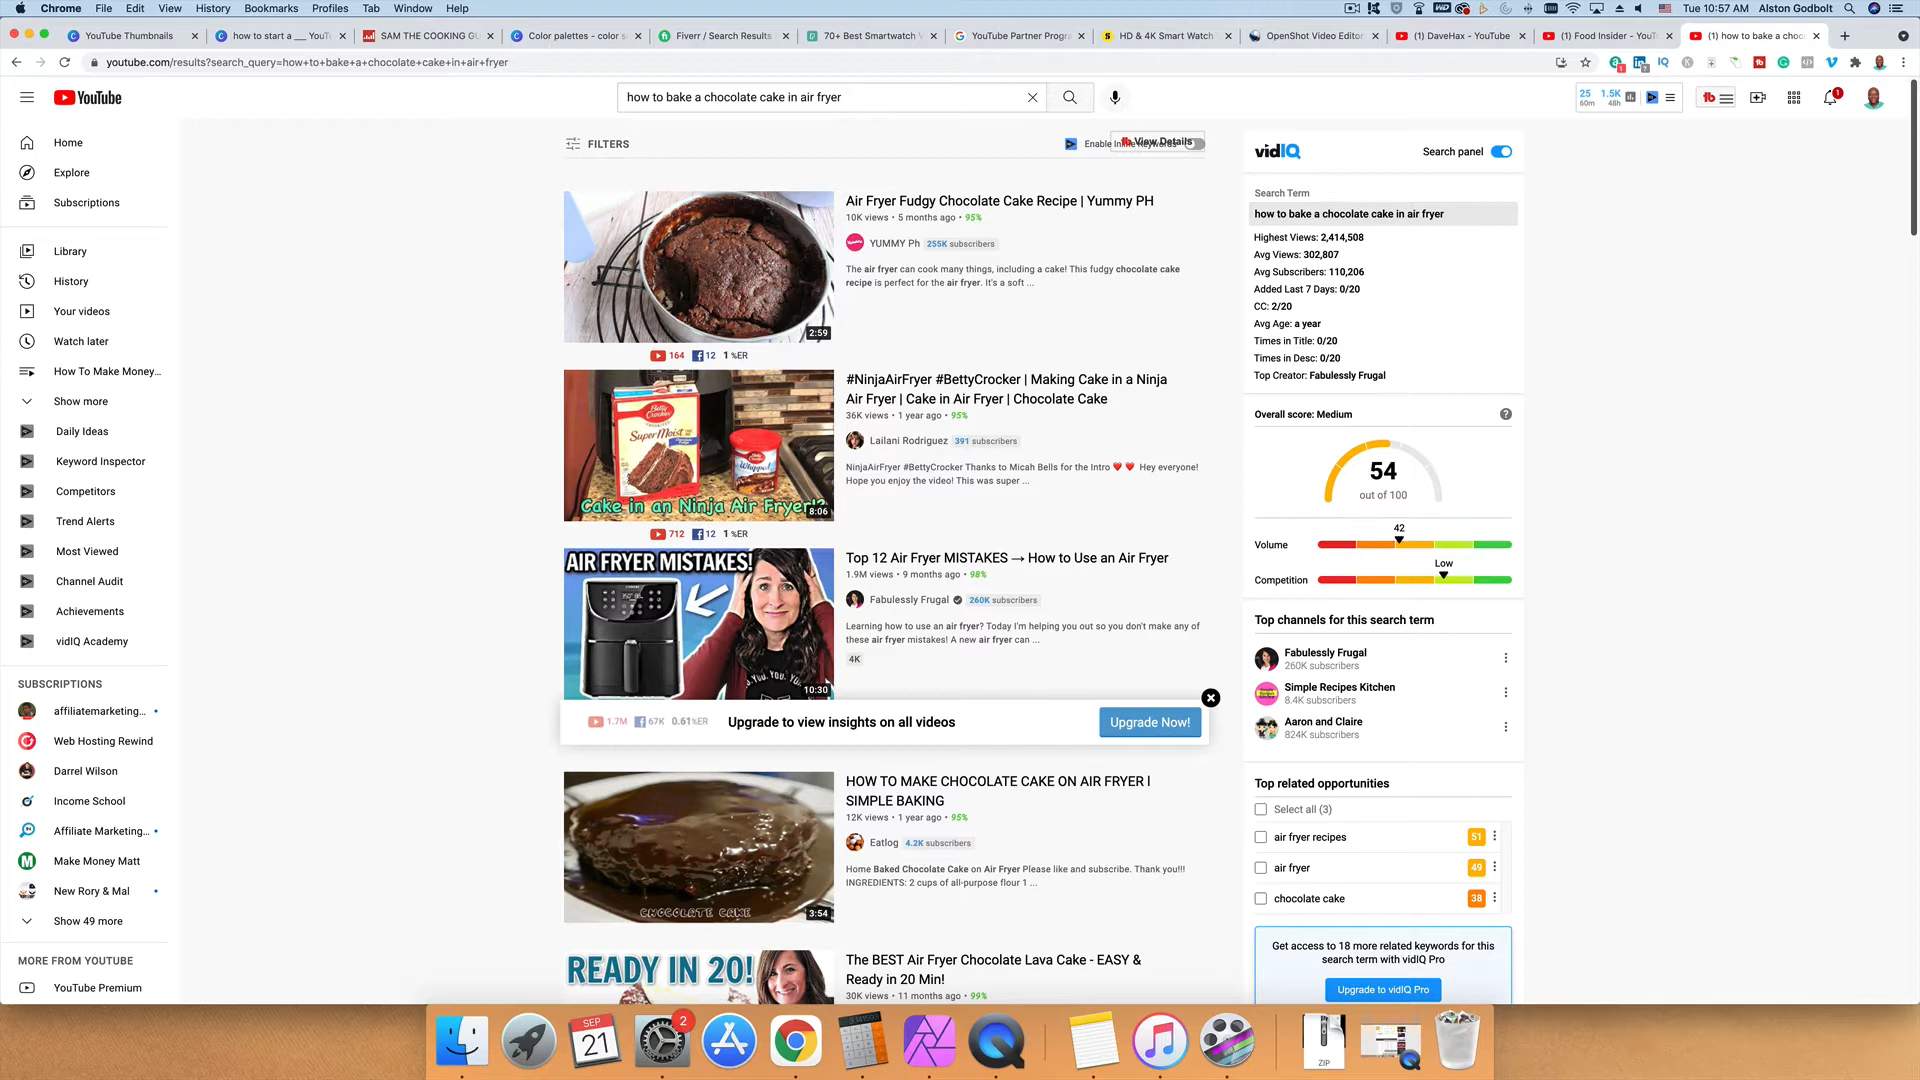 Chrome File Edit View History Bookmarks Profiles Tab Window Help
Tue 10:57 AM Alston Godbolt
YouTube Thumbnails
how to start a ___ YouTu
SAM THE COOKING GU
Color palettes - color sc
Fiverr / Search Results
70+ Best Smartwatch V
YouTube Partner Progra
HD & 4K Smart Watch
OpenShot Video Editor
(1) DaveHax - YouTube
(1) Food Insider - YouTu
(1) how to bake a choc
youtube.com/results?search_query=how+to+bake+a+chocolate+cake+in+air+fryer
YouTube
how to bake a chocolate cake in air fryer
25
60m
1.5K
48h
1
Home
Explore
Subscriptions
Library
History
Your videos
Watch later
How To Make Money...
Show more
Daily Ideas
Keyword Inspector
Competitors
Trend Alerts
Most Viewed
Channel Audit
Achievements
vidIQ Academy
SUBSCRIPTIONS
affiliatemarketing...
Web Hosting Rewind
Darrel Wilson
Income School
Affiliate Marketing...
Make Money Matt
New Rory & Mal
Show 49 more
MORE FROM YOUTUBE
YouTube Premium
FILTERS
Enable Inline Keywords
View Details
2:59
Air Fryer Fudgy Chocolate Cake Recipe | Yummy PH
10K views • 5 months ago • 95%
YUMMY Ph 255K subscribers
The air fryer can cook many things, including a cake! This fudgy chocolate cake
recipe is perfect for the air fryer. It's a soft ...
164 12 1 %ER
Betty Crocker
SuperMoist
Whipped
Cake in an Ninja Air Fryer!?
8:06
#NinjaAirFryer #BettyCrocker | Making Cake in a Ninja
Air Fryer | Cake in Air Fryer | Chocolate Cake
36K views • 1 year ago • 95%
Lailani Rodriguez 391 subscribers
NinjaAirFryer #BettyCrocker Thanks to Micah Bells for the Intro ❤️ ❤️ Hey everyone!
Hope you enjoy the video! This was super ...
712 12 1 %ER
AIR FRYER MISTAKES!
10:30
Top 12 Air Fryer MISTAKES → How to Use an Air Fryer
1.9M views • 9 months ago • 98%
Fabulessly Frugal 260K subscribers
Learning how to use an air fryer? Today I'm helping you out so you don't make any of
these air fryer mistakes! A new air fryer can ...
4K
1.7M 67K 0.61%ER
Upgrade to view insights on all videos
Upgrade Now!
CHOCOLATE CAKE
3:54
HOW TO MAKE CHOCOLATE CAKE ON AIR FRYER l
SIMPLE BAKING
12K views • 1 year ago • 95%
Eatlog 4.2K subscribers
Home Baked Chocolate Cake on Air Fryer Please like and subscribe. Thank you!!!
INGREDIENTS: 2 cups of all-purpose flour 1 ...
READY IN 20!
The BEST Air Fryer Chocolate Lava Cake - EASY &
Ready in 20 Min!
30K views • 11 months ago • 99%
vidIQ
Search panel
Search Term
how to bake a chocolate cake in air fryer
Highest Views: 2,414,508
Avg Views: 302,807
Avg Subscribers: 110,206
Added Last 7 Days: 0/20
CC: 2/20
Avg Age: a year
Times in Title: 0/20
Times in Desc: 0/20
Top Creator: Fabulessly Frugal
Overall score: Medium
54
out of 100
42
Volume
Low
Competition
Top channels for this search term
Fabulessly Frugal
260K subscribers
Simple Recipes Kitchen
8.4K subscribers
Aaron and Claire
824K subscribers
Top related opportunities
Select all (3)
air fryer recipes 51
air fryer 49
chocolate cake 38
Get access to 18 more related keywords for this
search term with vidIQ Pro
Upgrade to vidIQ Pro
SEP
21
2
ZIP